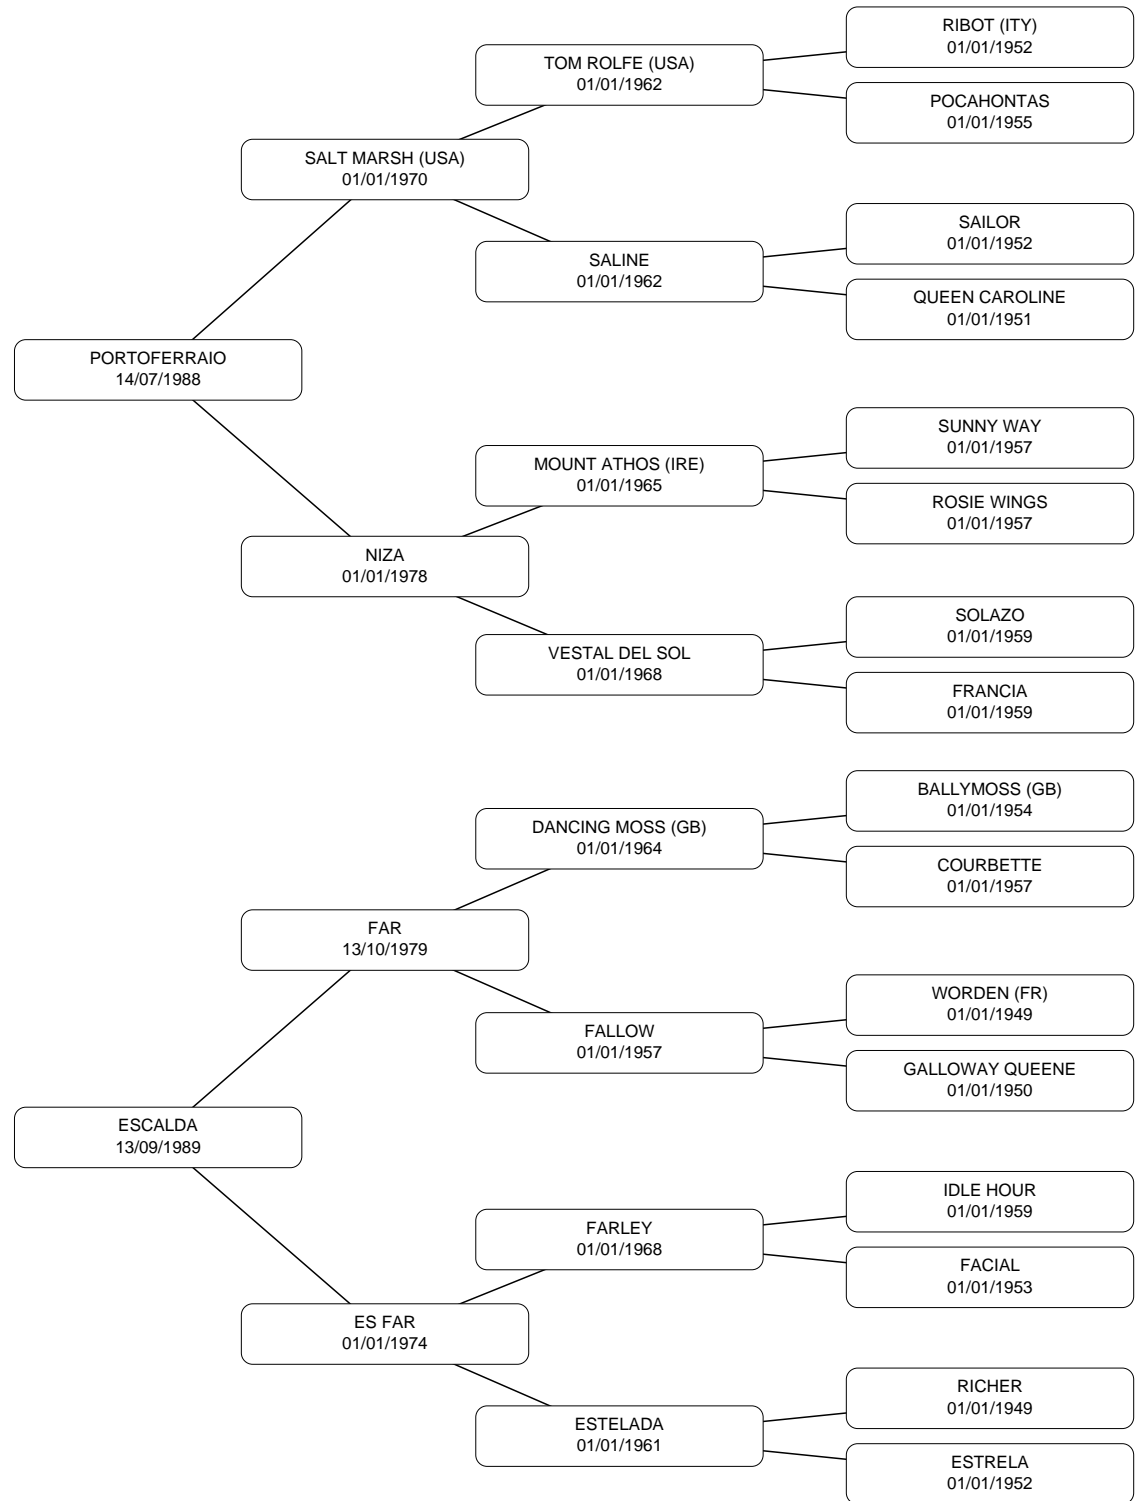 RIBOT (ITY)
01/01/1952
TOM ROLFE (USA)
01/01/1962
POCAHONTAS
01/01/1955
SALT MARSH (USA)
01/01/1970
SAILOR
01/01/1952
SALINE
01/01/1962
QUEEN CAROLINE
01/01/1951
PORTOFERRAIO
14/07/1988
SUNNY WAY
01/01/1957
MOUNT ATHOS (IRE)
01/01/1965
ROSIE WINGS
01/01/1957
NIZA
01/01/1978
SOLAZO
01/01/1959
VESTAL DEL SOL
01/01/1968
FRANCIA
01/01/1959
BALLYMOSS (GB)
01/01/1954
DANCING MOSS (GB)
01/01/1964
COURBETTE
01/01/1957
FAR
13/10/1979
WORDEN (FR)
01/01/1949
FALLOW
01/01/1957
GALLOWAY QUEENE
01/01/1950
ESCALDA
13/09/1989
IDLE HOUR
01/01/1959
FARLEY
01/01/1968
FACIAL
01/01/1953
ES FAR
01/01/1974
RICHER
01/01/1949
ESTELADA
01/01/1961
ESTRELA
01/01/1952